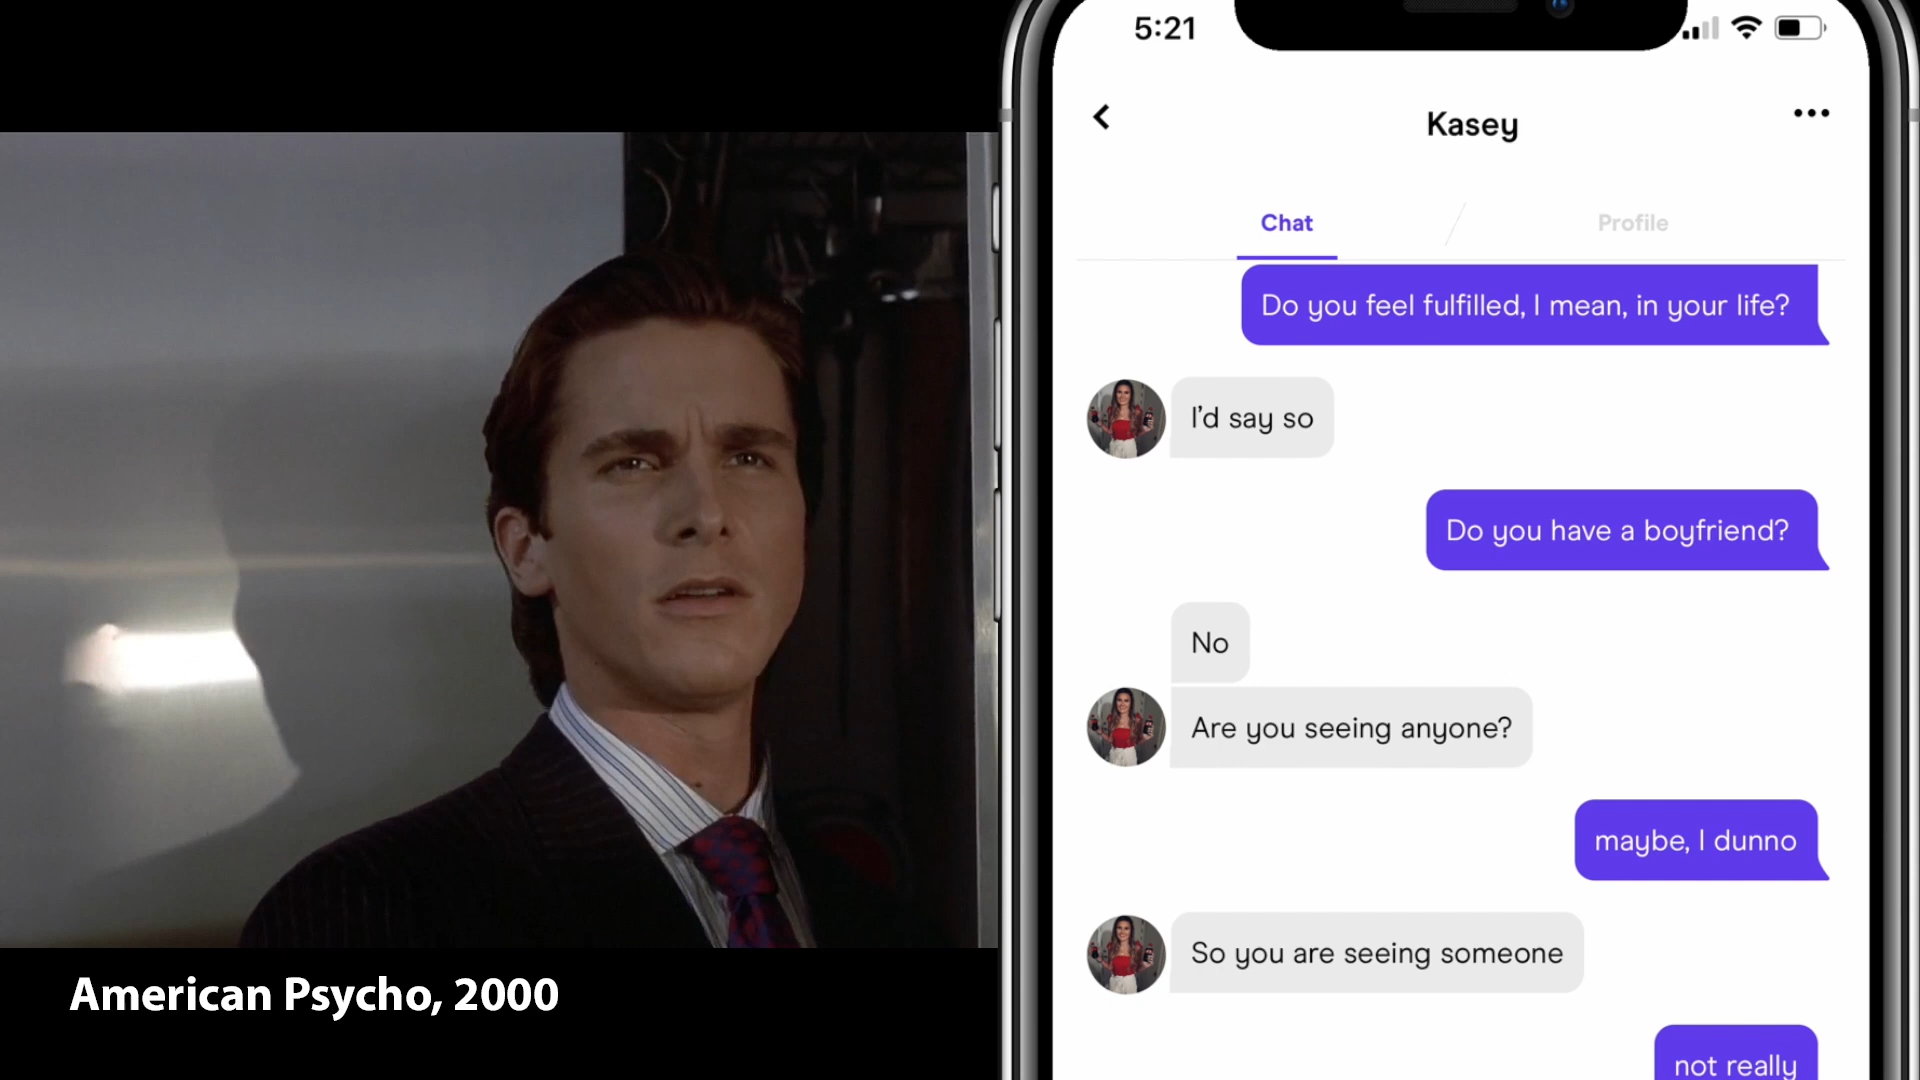 5:21
Kasey
Chat
Profile
Do you feel fulfilled, I mean, in your life?
I'd say so
Do you have a boyfriend?
No
Are you seeing anyone?
maybe, I dunno
So you are seeing someone
not really
American Psycho, 2000